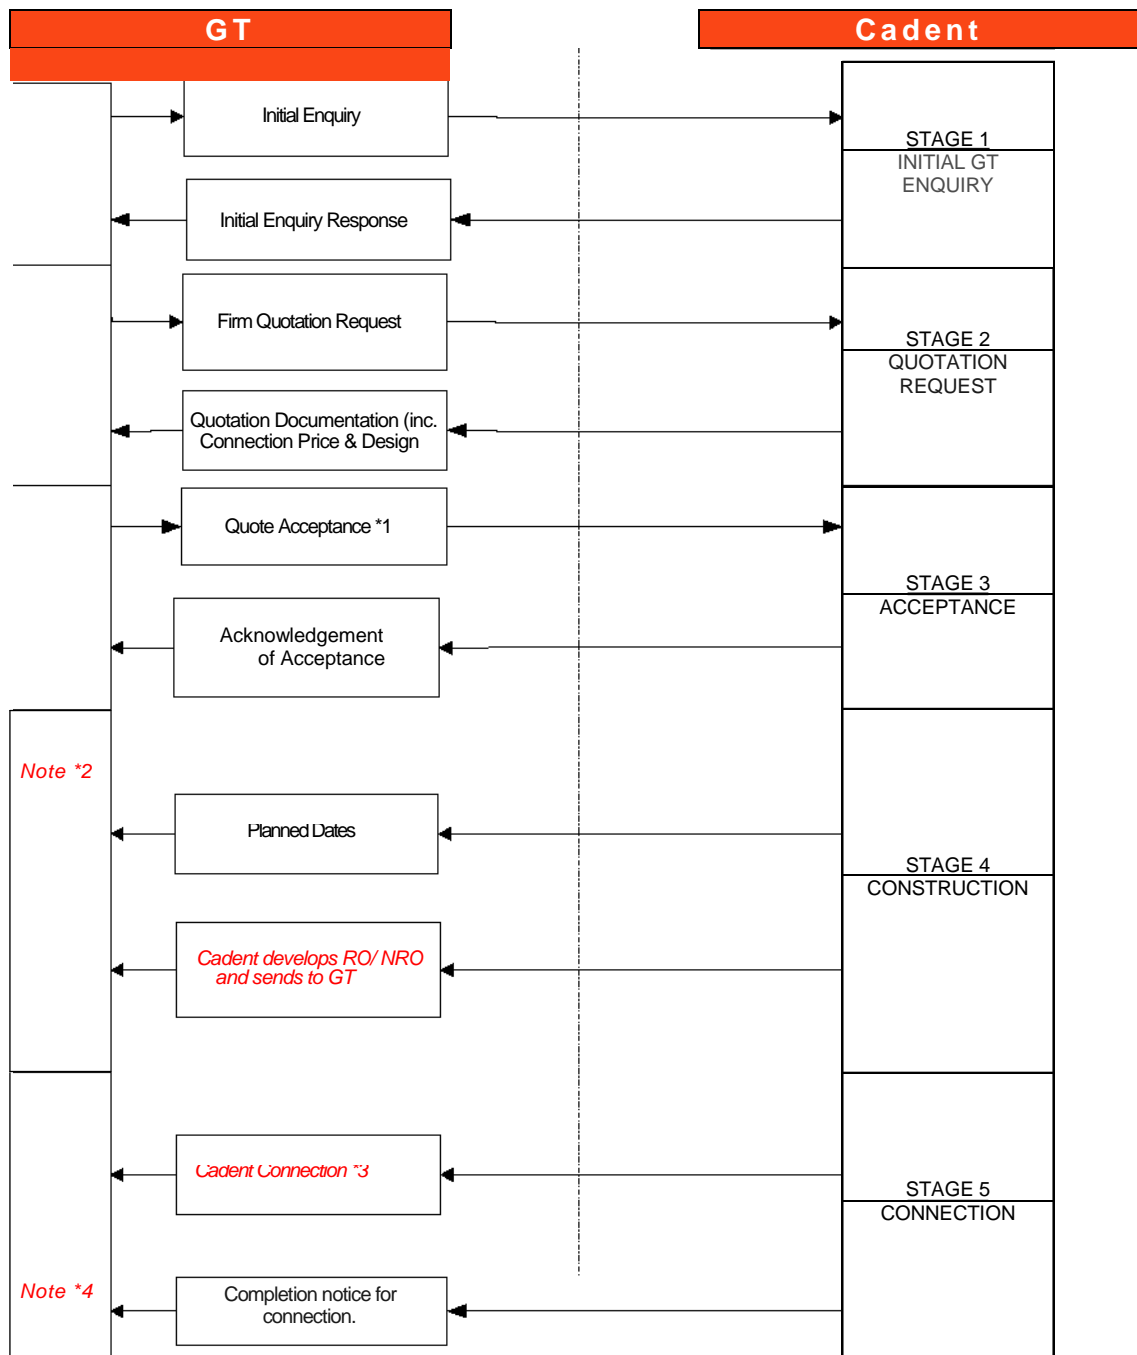 GT
Cadent
Initial Enquiry
STAGE 1
INITIAL GT
ENQUIRY
Initial Enquiry Response
Firm Quotation Request
STAGE 2
QUOTATION
REQUEST
Quotation Documentation (inc.
Connection Price & Design
Quote Acceptance *1
STAGE 3
ACCEPTANCE
Acknowledgement
of Acceptance
Note *2
Planned Dates
STAGE 4
CONSTRUCTION
Cadent develops RO/ NRO
and sends to GT
Cadent Connection *3
STAGE 5
CONNECTION
Note *4
Completion notice for
connection.